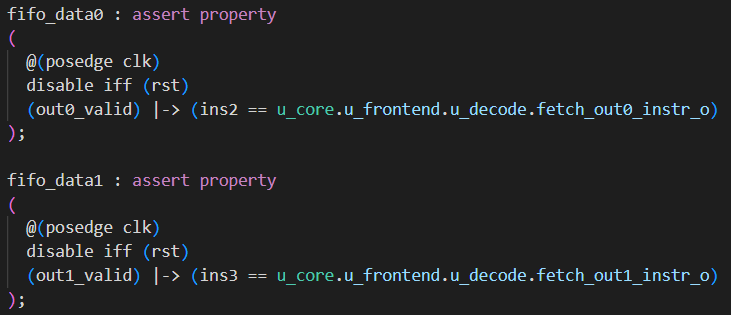 fifo_data0 : assert property
(
  @(posedge clk)
  disable iff (rst)
  (out0_valid) |-> (ins2 == u_core.u_frontend.u_decode.fetch_out0_instr_o)
);

fifo_data1 : assert property
(
  @(posedge clk)
  disable iff (rst)
  (out1_valid) |-> (ins3 == u_core.u_frontend.u_decode.fetch_out1_instr_o)
);